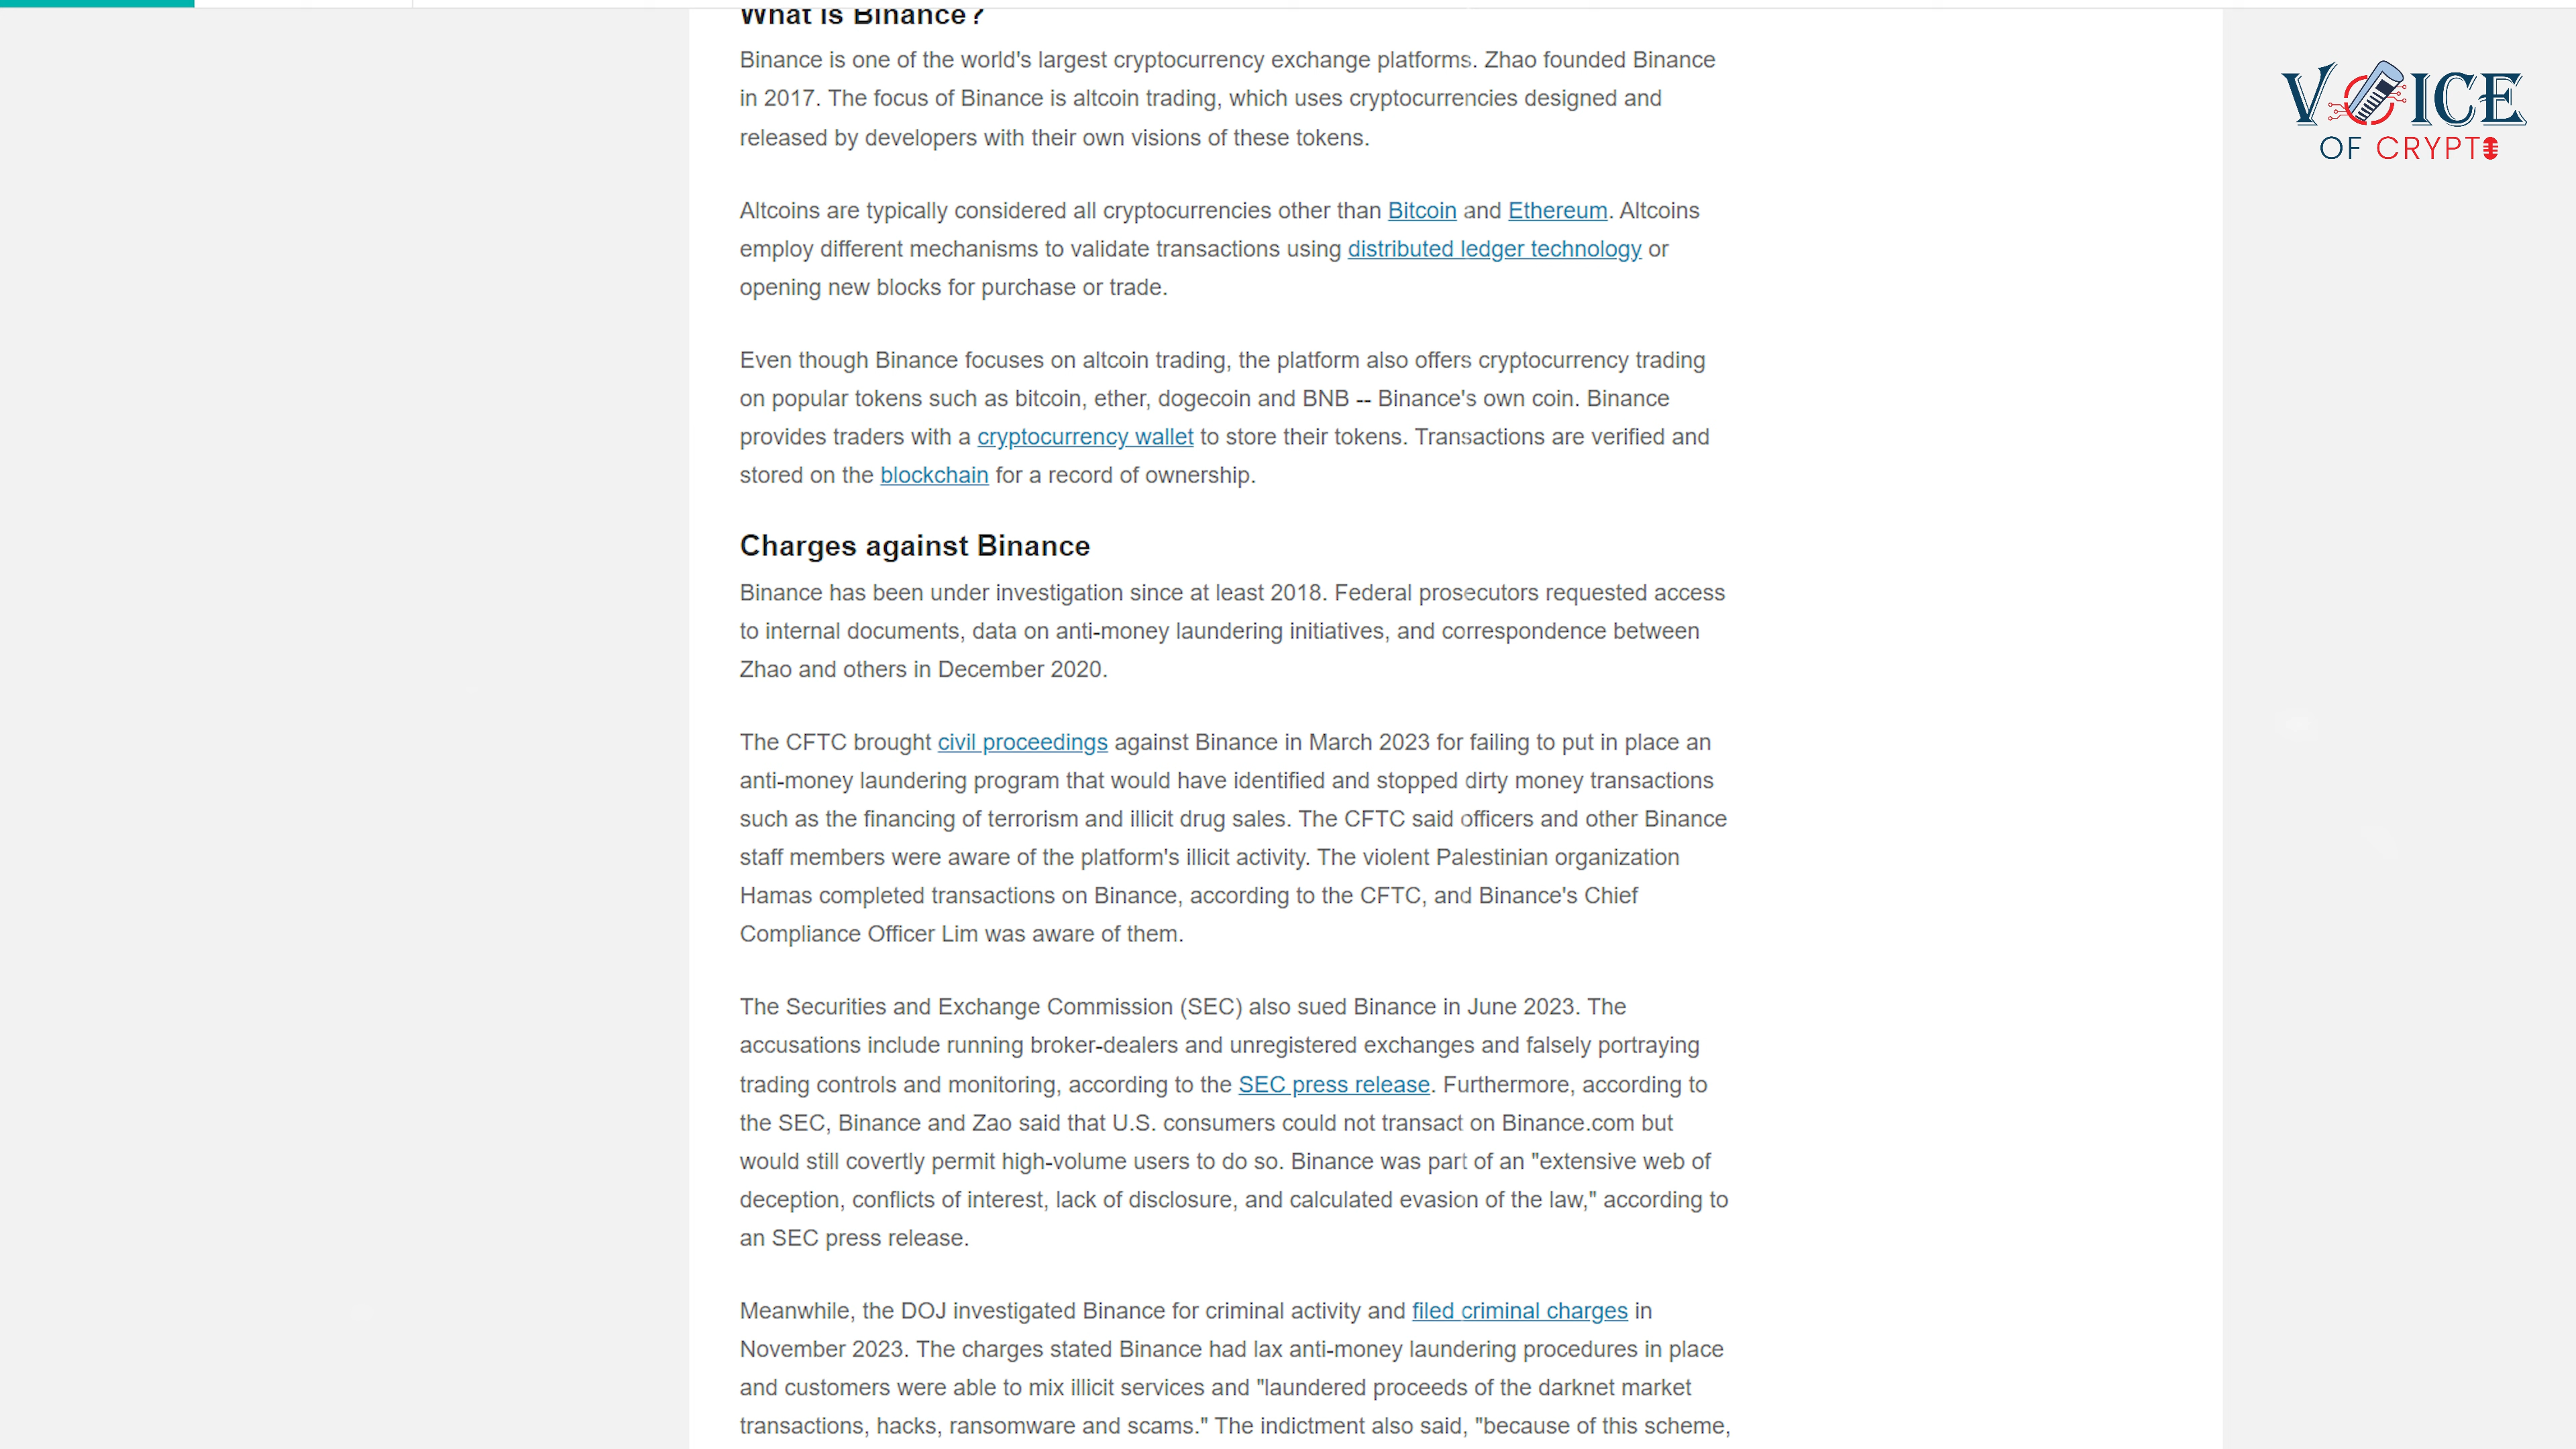 What is Binance?
Binance is one of the world's largest cryptocurrency exchange platforms. Zhao founded Binance
in 2017. The focus of Binance is altcoin trading, which uses cryptocurrencies designed and
released by developers with their own visions of these tokens.
Altcoins are typically considered all cryptocurrencies other than Bitcoin and Ethereum. Altcoins
employ different mechanisms to validate transactions using distributed ledger technology or
opening new blocks for purchase or trade.
Even though Binance focuses on altcoin trading, the platform also offers cryptocurrency trading
on popular tokens such as bitcoin, ether, dogecoin and BNB -- Binance's own coin. Binance
provides traders with a cryptocurrency wallet to store their tokens. Transactions are verified and
stored on the blockchain for a record of ownership.
Charges against Binance
Binance has been under investigation since at least 2018. Federal prosecutors requested access
to internal documents, data on anti-money laundering initiatives, and correspondence between
Zhao and others in December 2020.
The CFTC brought civil proceedings against Binance in March 2023 for failing to put in place an
anti-money laundering program that would have identified and stopped dirty money transactions
such as the financing of terrorism and illicit drug sales. The CFTC said officers and other Binance
staff members were aware of the platform's illicit activity. The violent Palestinian organization
Hamas completed transactions on Binance, according to the CFTC, and Binance's Chief
Compliance Officer Lim was aware of them.
The Securities and Exchange Commission (SEC) also sued Binance in June 2023. The
accusations include running broker-dealers and unregistered exchanges and falsely portraying
trading controls and monitoring, according to the SEC press release. Furthermore, according to
the SEC, Binance and Zao said that U.S. consumers could not transact on Binance.com but
would still covertly permit high-volume users to do so. Binance was part of an "extensive web of
deception, conflicts of interest, lack of disclosure, and calculated evasion of the law," according to
an SEC press release.
Meanwhile, the DOJ investigated Binance for criminal activity and filed criminal charges in
November 2023. The charges stated Binance had lax anti-money laundering procedures in place
and customers were able to mix illicit services and "laundered proceeds of the darknet market
transactions, hacks, ransomware and scams." The indictment also said, "because of this scheme,
VOICE
OF CRYPTO